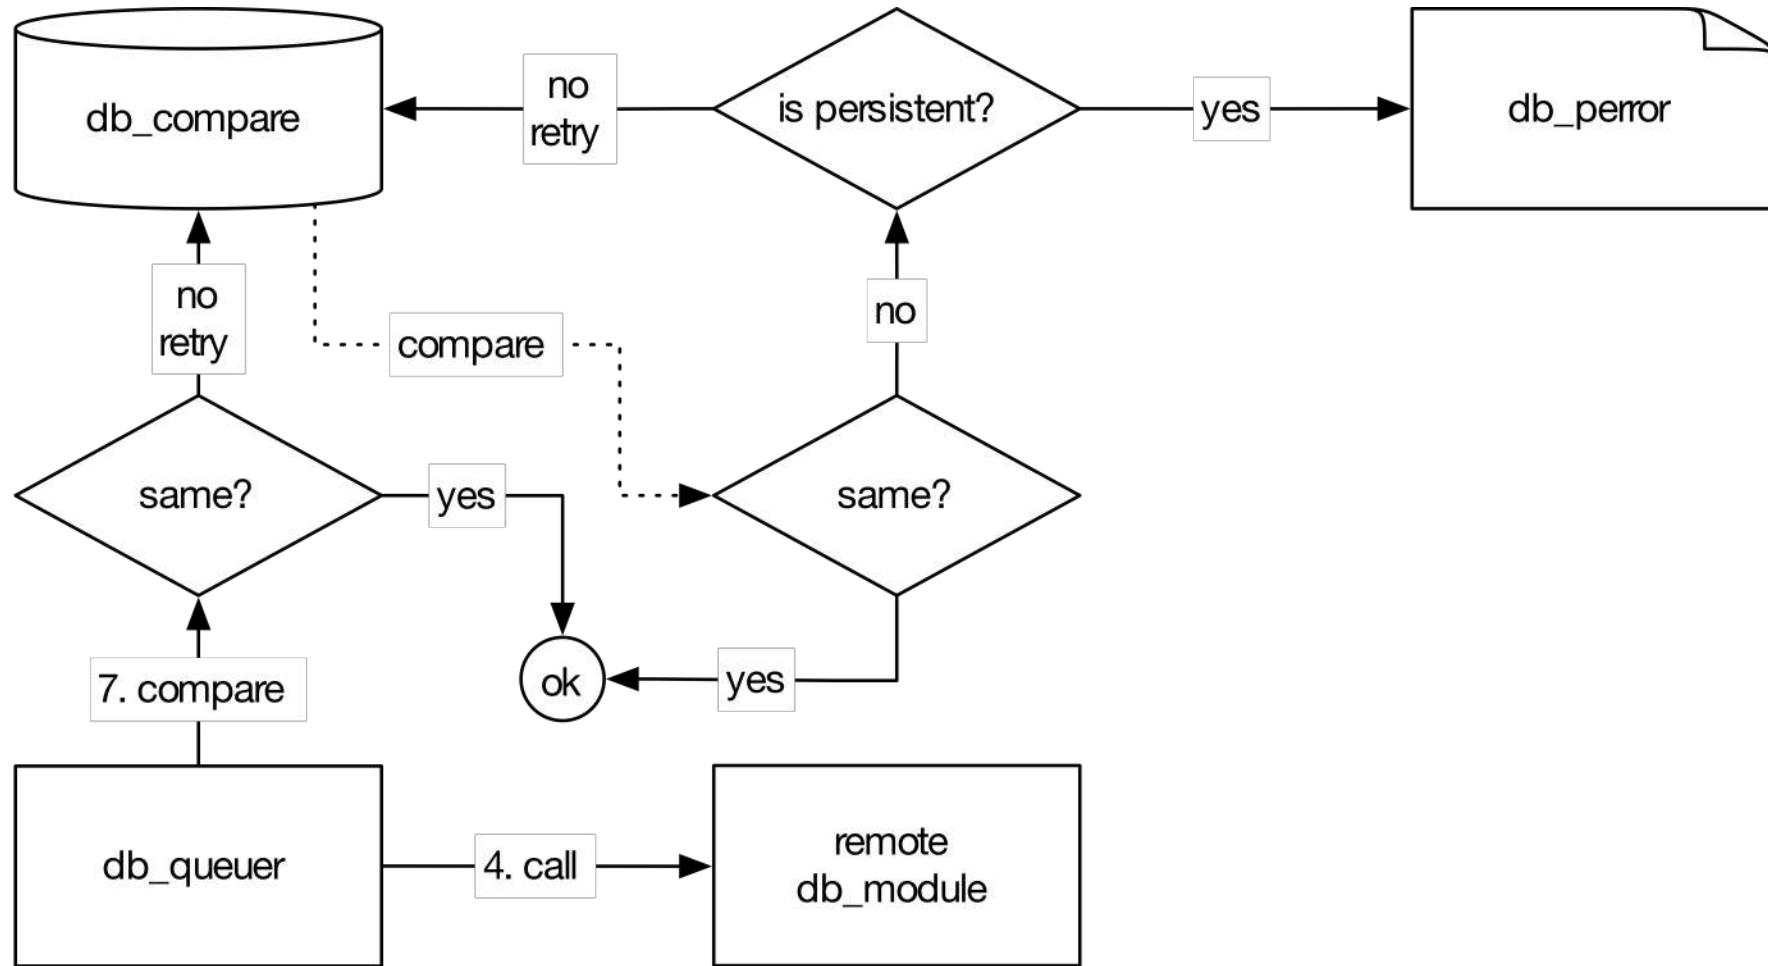 db_compare
no
retry
is persistent?
yes
db_perror
no
retry
compare
no
same?
yes
same?
7. compare
ok
yes
db_queuer
4. call
remote
db_module